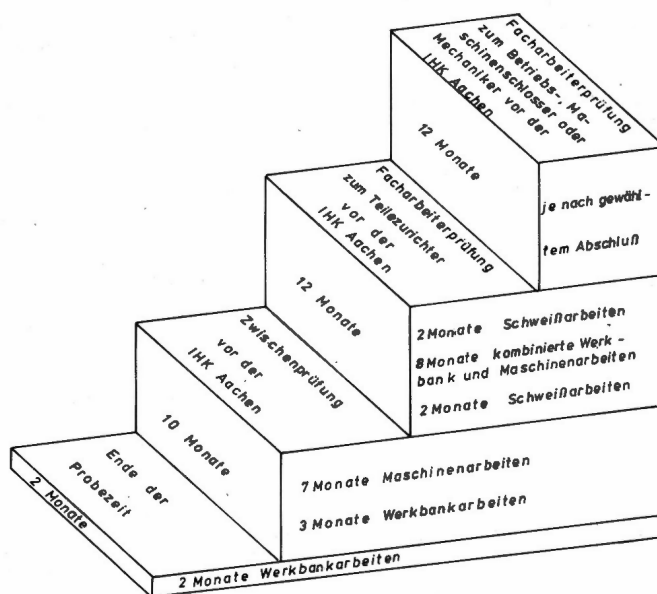 Facharbeiterprüfung
zum Betriebs-, Ma-
schinenschlosser oder
Mechaniker vor der
IHK Aachen
12 Monate
je nach gewähl-
tem Abschluß
Facharbeiterprüfung
zum Teilezurichter
vor der
IHK Aachen
12 Monate
2 Monate Schweißarbeiten
8 Monate kombinierte Werk-
bank und Maschinenarbeiten
2 Monate Schweißarbeiten
Zwischenprüfung
vor der
IHK Aachen
10 Monate
7 Monate Maschinenarbeiten
3 Monate Werkbankarbeiten
Ende der
Probezeit
2 Monate
2 Monate Werkbankarbeiten